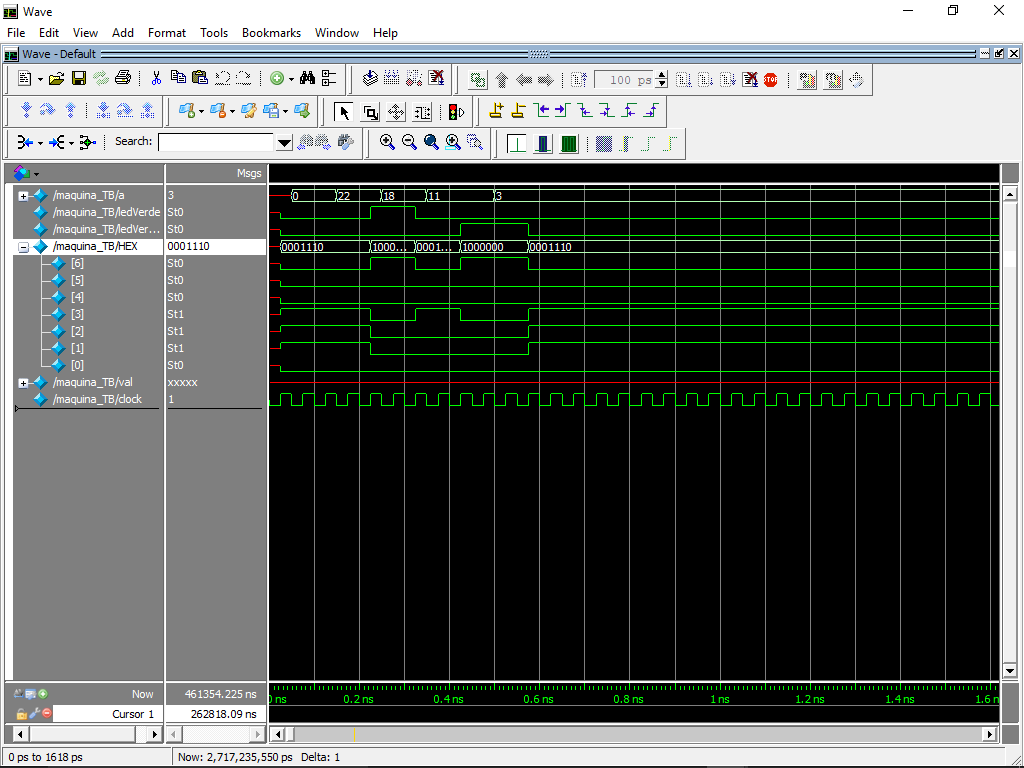 Wave
File Edit View Add Format Tools Bookmarks Window Help
Wave - Default
100 ps
STOP
Search:
Msgs
/maquina_TB/a 3 0 22 18 11 3
/maquina_TB/ledVerde St0
/maquina_TB/ledVer... St0
/maquina_TB/HEX 0001110 0001110 1000... 0001... 1000000 0001110
[6] St0
[5] St0
[4] St0
[3] St1
[2] St1
[1] St1
[0] St0
/maquina_TB/val xxxxx
/maquina_TB/clock 1
Now 461354.225 ns ns 0.2 ns 0.4 ns 0.6 ns 0.8 ns 1 ns 1.2 ns 1.4 ns 1.6 n
Cursor 1 262818.09 ns
0 ps to 1618 ps Now: 2,717,235,550 ps Delta: 1